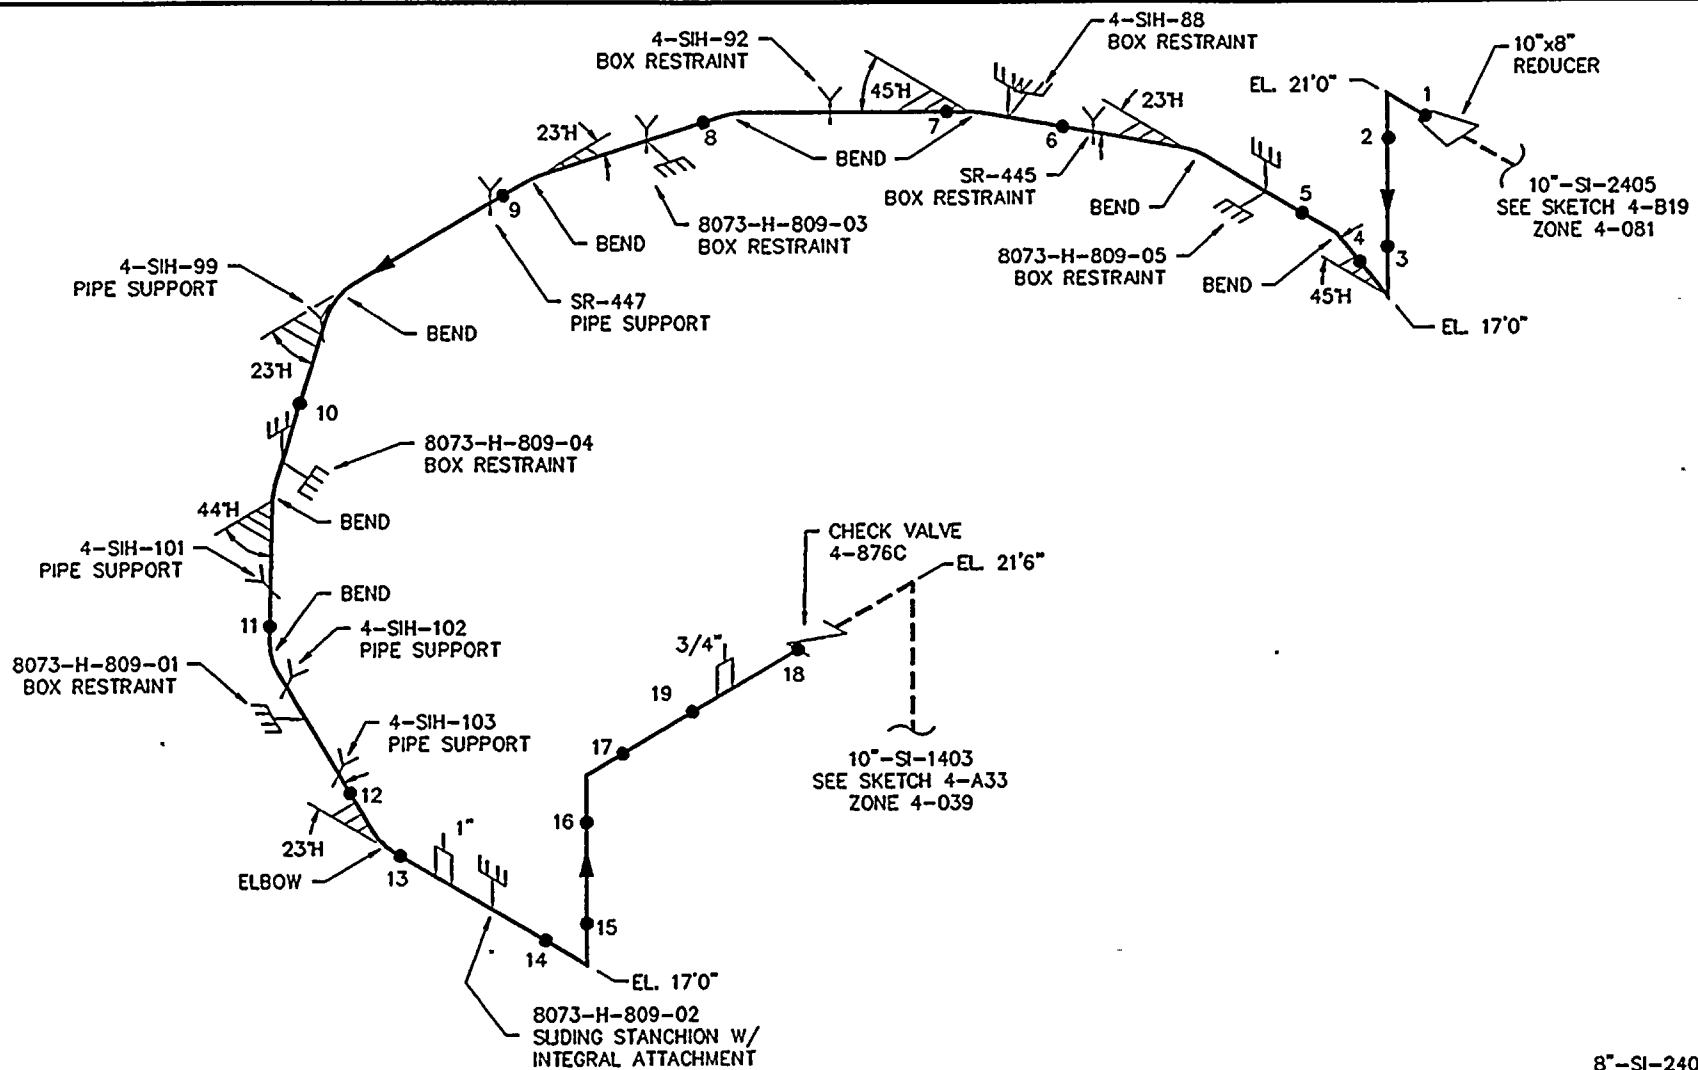 4-SIH-88
BOX RESTRAINT
4-SIH-92
BOX RESTRAINT
10"x8"
REDUCER
EL. 21'0"
1
2
45°H
23°H
7
6
8
BEND
SR-445
BOX RESTRAINT
23°H
10"-SI-2405
SEE SKETCH 4-B19
ZONE 4-081
5
BEND
9
BEND
8073-H-809-03
BOX RESTRAINT
8073-H-809-05
BOX RESTRAINT
4
3
BEND
45°H
EL. 17'0"
4-SIH-99
PIPE SUPPORT
SR-447
PIPE SUPPORT
BEND
23°H
10
8073-H-809-04
BOX RESTRAINT
44°H
BEND
4-SIH-101
PIPE SUPPORT
BEND
11
4-SIH-102
PIPE SUPPORT
8073-H-809-01
BOX RESTRAINT
4-SIH-103
PIPE SUPPORT
12
23°H
ELBOW
13
1"
14
15
16
17
19
3/4"
18
CHECK VALVE
4-876C
EL. 21'6"
10"-SI-1403
SEE SKETCH 4-A33
ZONE 4-039
EL. 17'0"
8073-H-809-02
SLIDING STANCHION W/
INTEGRAL ATTACHMENT
8"-SI-240